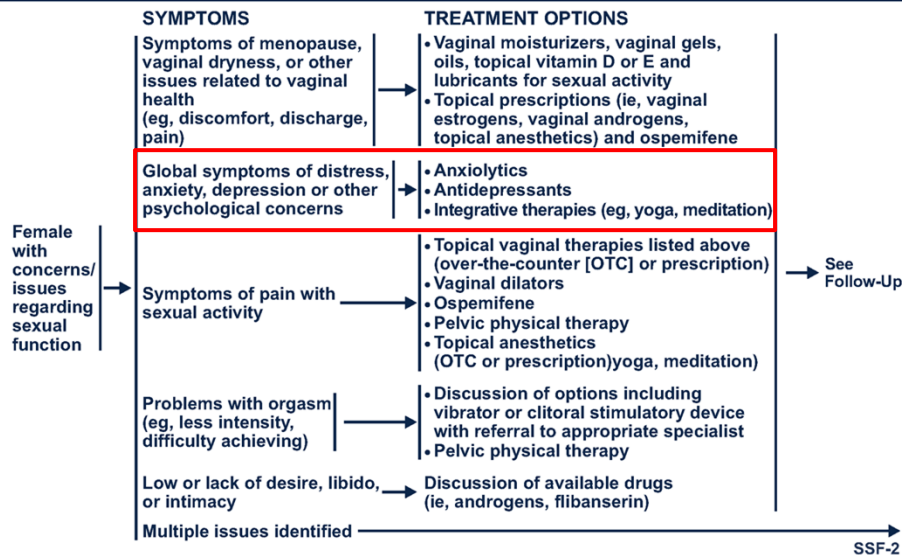 SYMPTOMS
TREATMENT OPTIONS
Female
with
concerns/
issues
regarding
sexual
function
Symptoms of menopause,
vaginal dryness, or other
issues related to vaginal
health
(eg, discomfort, discharge,
pain)
• Vaginal moisturizers, vaginal gels,
oils, topical vitamin D or E and
lubricants for sexual activity
• Topical prescriptions (ie, vaginal
estrogens, vaginal androgens,
topical anesthetics) and ospemifene
Global symptoms of distress,
anxiety, depression or other
psychological concerns
• Anxiolytics
• Antidepressants
• Integrative therapies (eg, yoga, meditation)
Symptoms of pain with
sexual activity
• Topical vaginal therapies listed above
(over-the-counter [OTC] or prescription)
• Vaginal dilators
• Ospemifene
• Pelvic physical therapy
• Topical anesthetics
(OTC or prescription)yoga, meditation)
Problems with orgasm
(eg, less intensity,
difficulty achieving)
• Discussion of options including
vibrator or clitoral stimulatory device
with referral to appropriate specialist
• Pelvic physical therapy
Low or lack of desire, libido,
or intimacy
Discussion of available drugs
(ie, androgens, flibanserin)
Multiple issues identified
See
Follow-Up
SSF-2